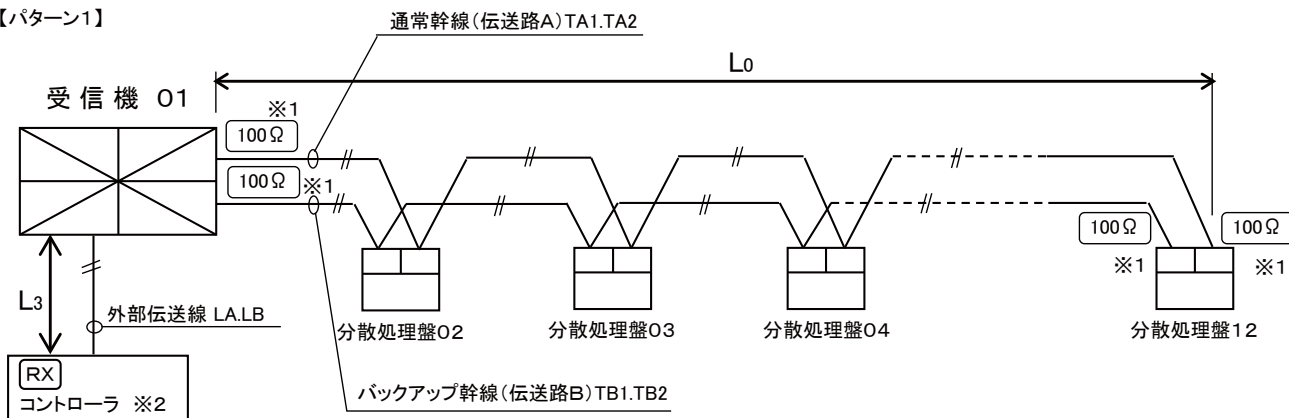 【パターン1】
通常幹線(伝送路A)TA1.TA2
L0
受信機 01
※1
100Ω
100Ω
※1
100Ω
※1
100Ω
※1
L3
外部伝送線 LA.LB
分散処理盤02
分散処理盤03
分散処理盤04
分散処理盤12
RX
コントローラ ※2
バックアップ幹線(伝送路B)TB1.TB2